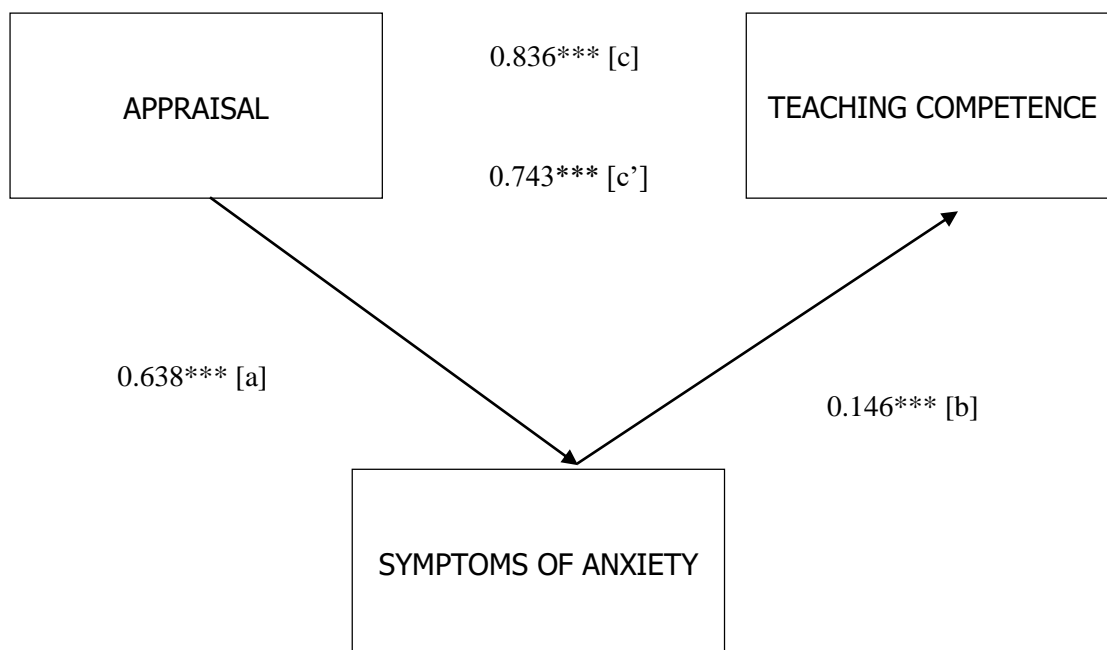 0.836*** [c]
APPRAISAL
TEACHING COMPETENCE
0.743*** [c’]
0.638*** [a]
0.146*** [b]
SYMPTOMS OF ANXIETY